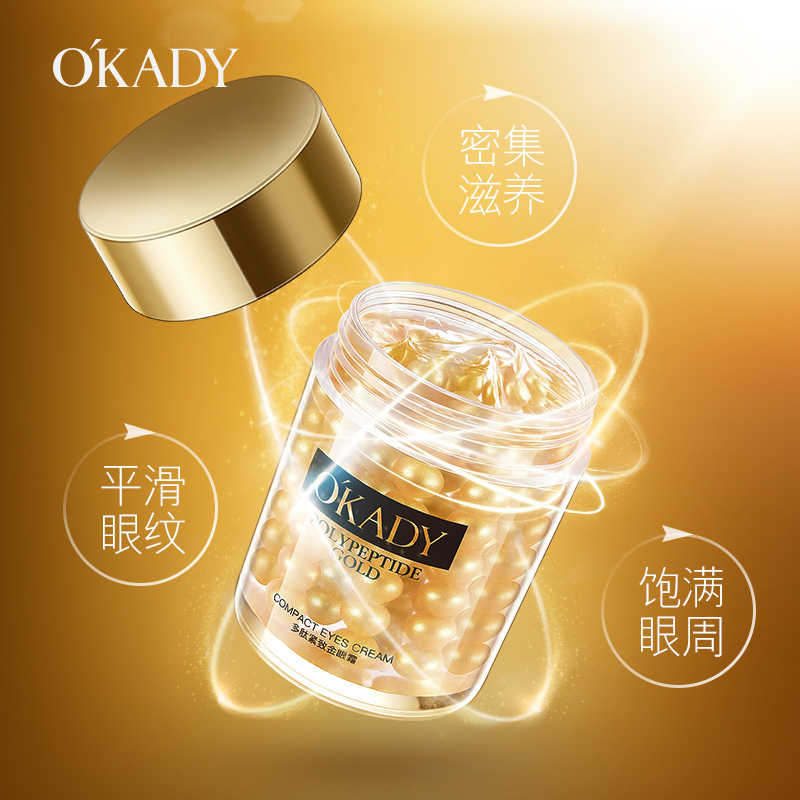 O'KADY
密集
滋养
平滑
眼纹
O'KADY
POLYPEPTIDE
GOLD
COMPACT EYES CREAM
多肽紧致金眼霜
饱满
眼周